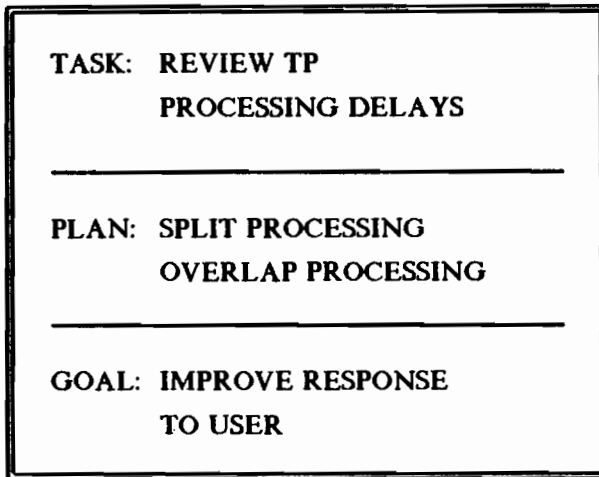 TASK: REVIEW TP
PROCESSING DELAYS
PLAN: SPLIT PROCESSING
OVERLAP PROCESSING
GOAL: IMPROVE RESPONSE
TO USER